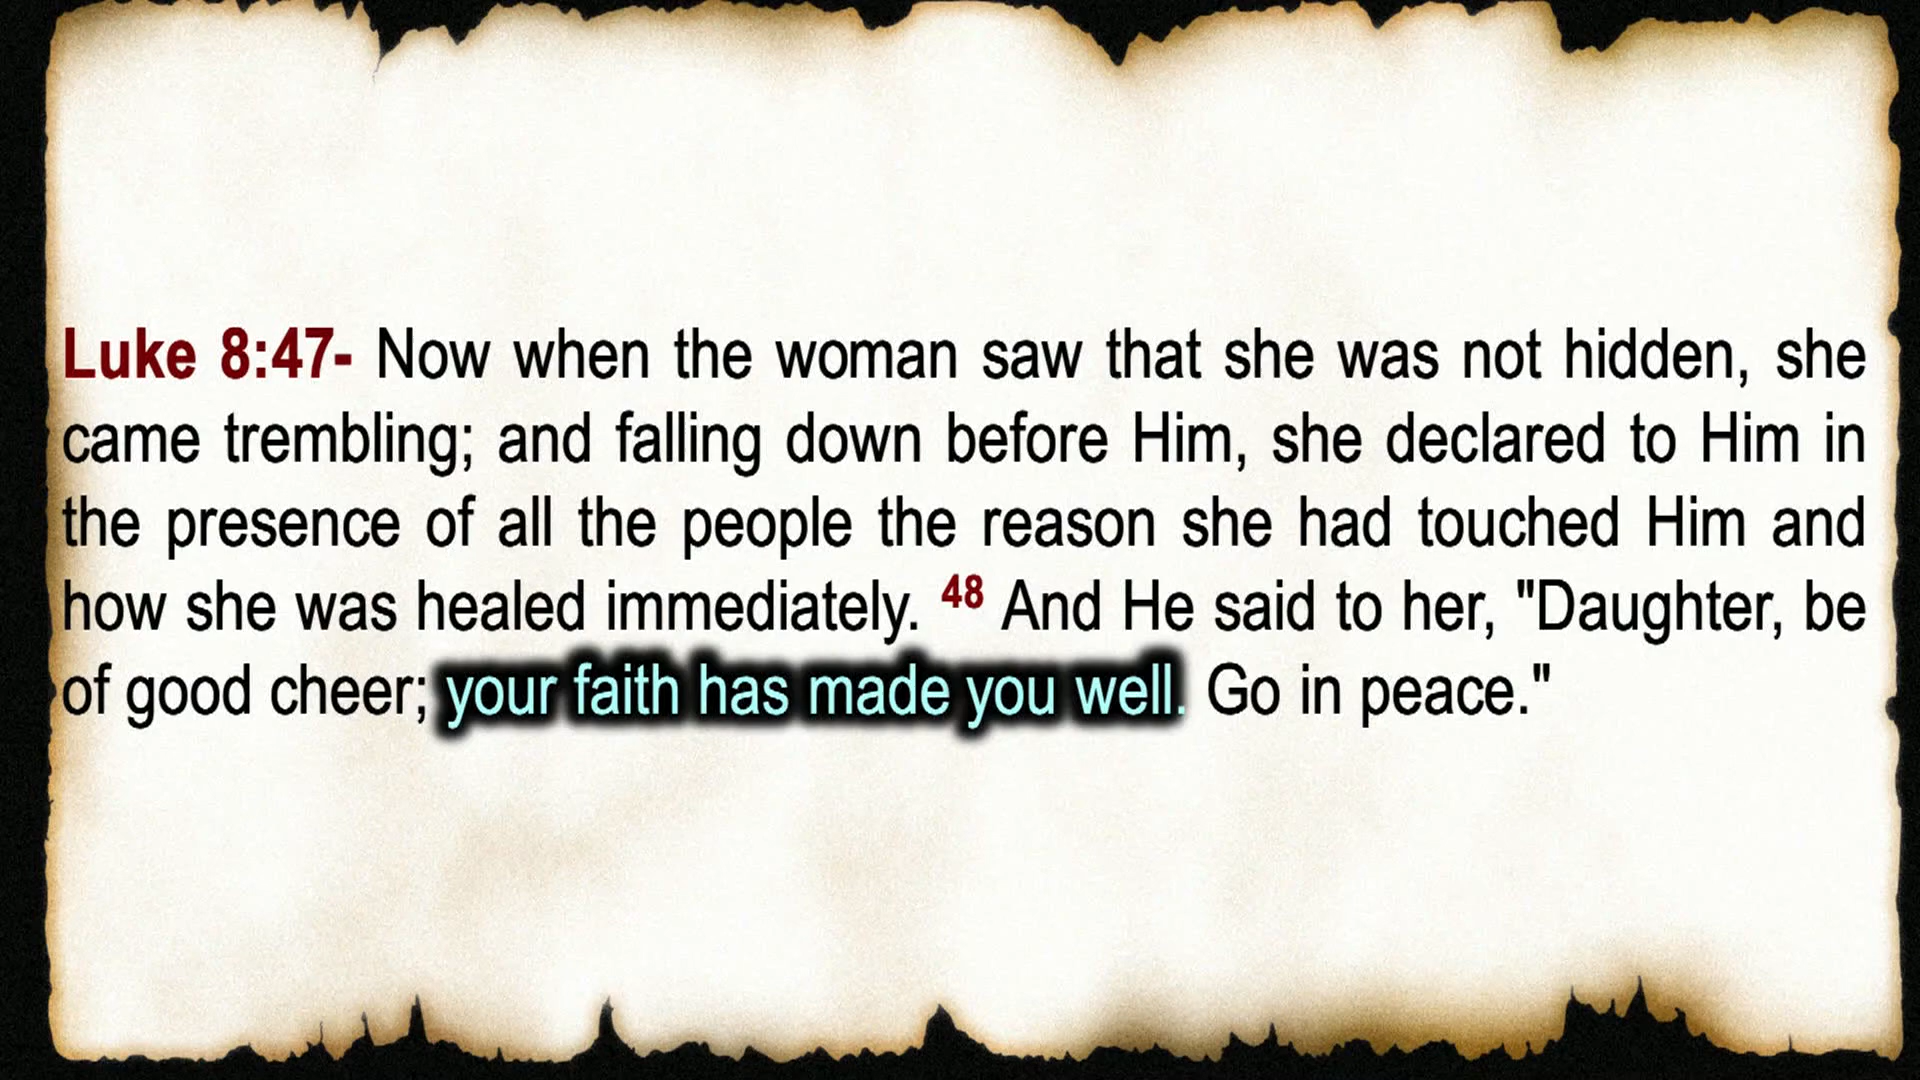 Luke 8:47- Now when the woman saw that she was not hidden, she
came trembling; and falling down before Him, she declared to Him in
the presence of all the people the reason she had touched Him and
how she was healed immediately. 48 And He said to her, "Daughter, be
of good cheer; your faith has made you well. Go in peace."